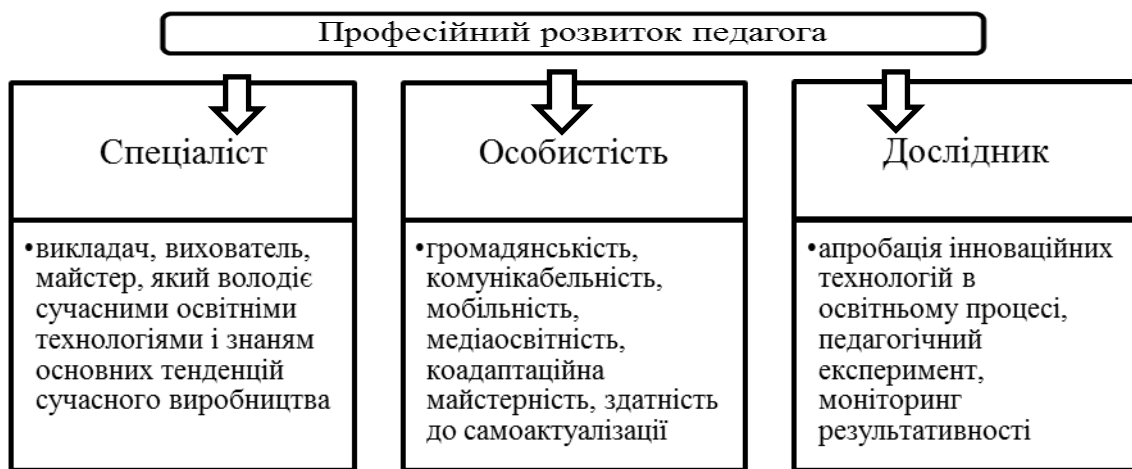 Професійний розвиток педагога
Спеціаліст
•викладач, вихователь,
майстер, який володіє
сучасними освітніми
технологіями і знаням
основних тенденцій
сучасного виробництва
Особистість
•громадянськість,
комунікабельність,
мобільність,
медіаосвітність,
коадаптаційна
майстерність, здатність
до самоактуалізації
Дослідник
•апробація інноваційних
технологій в
освітньому процесі,
педагогічний
експеримент,
моніторинг
результативності